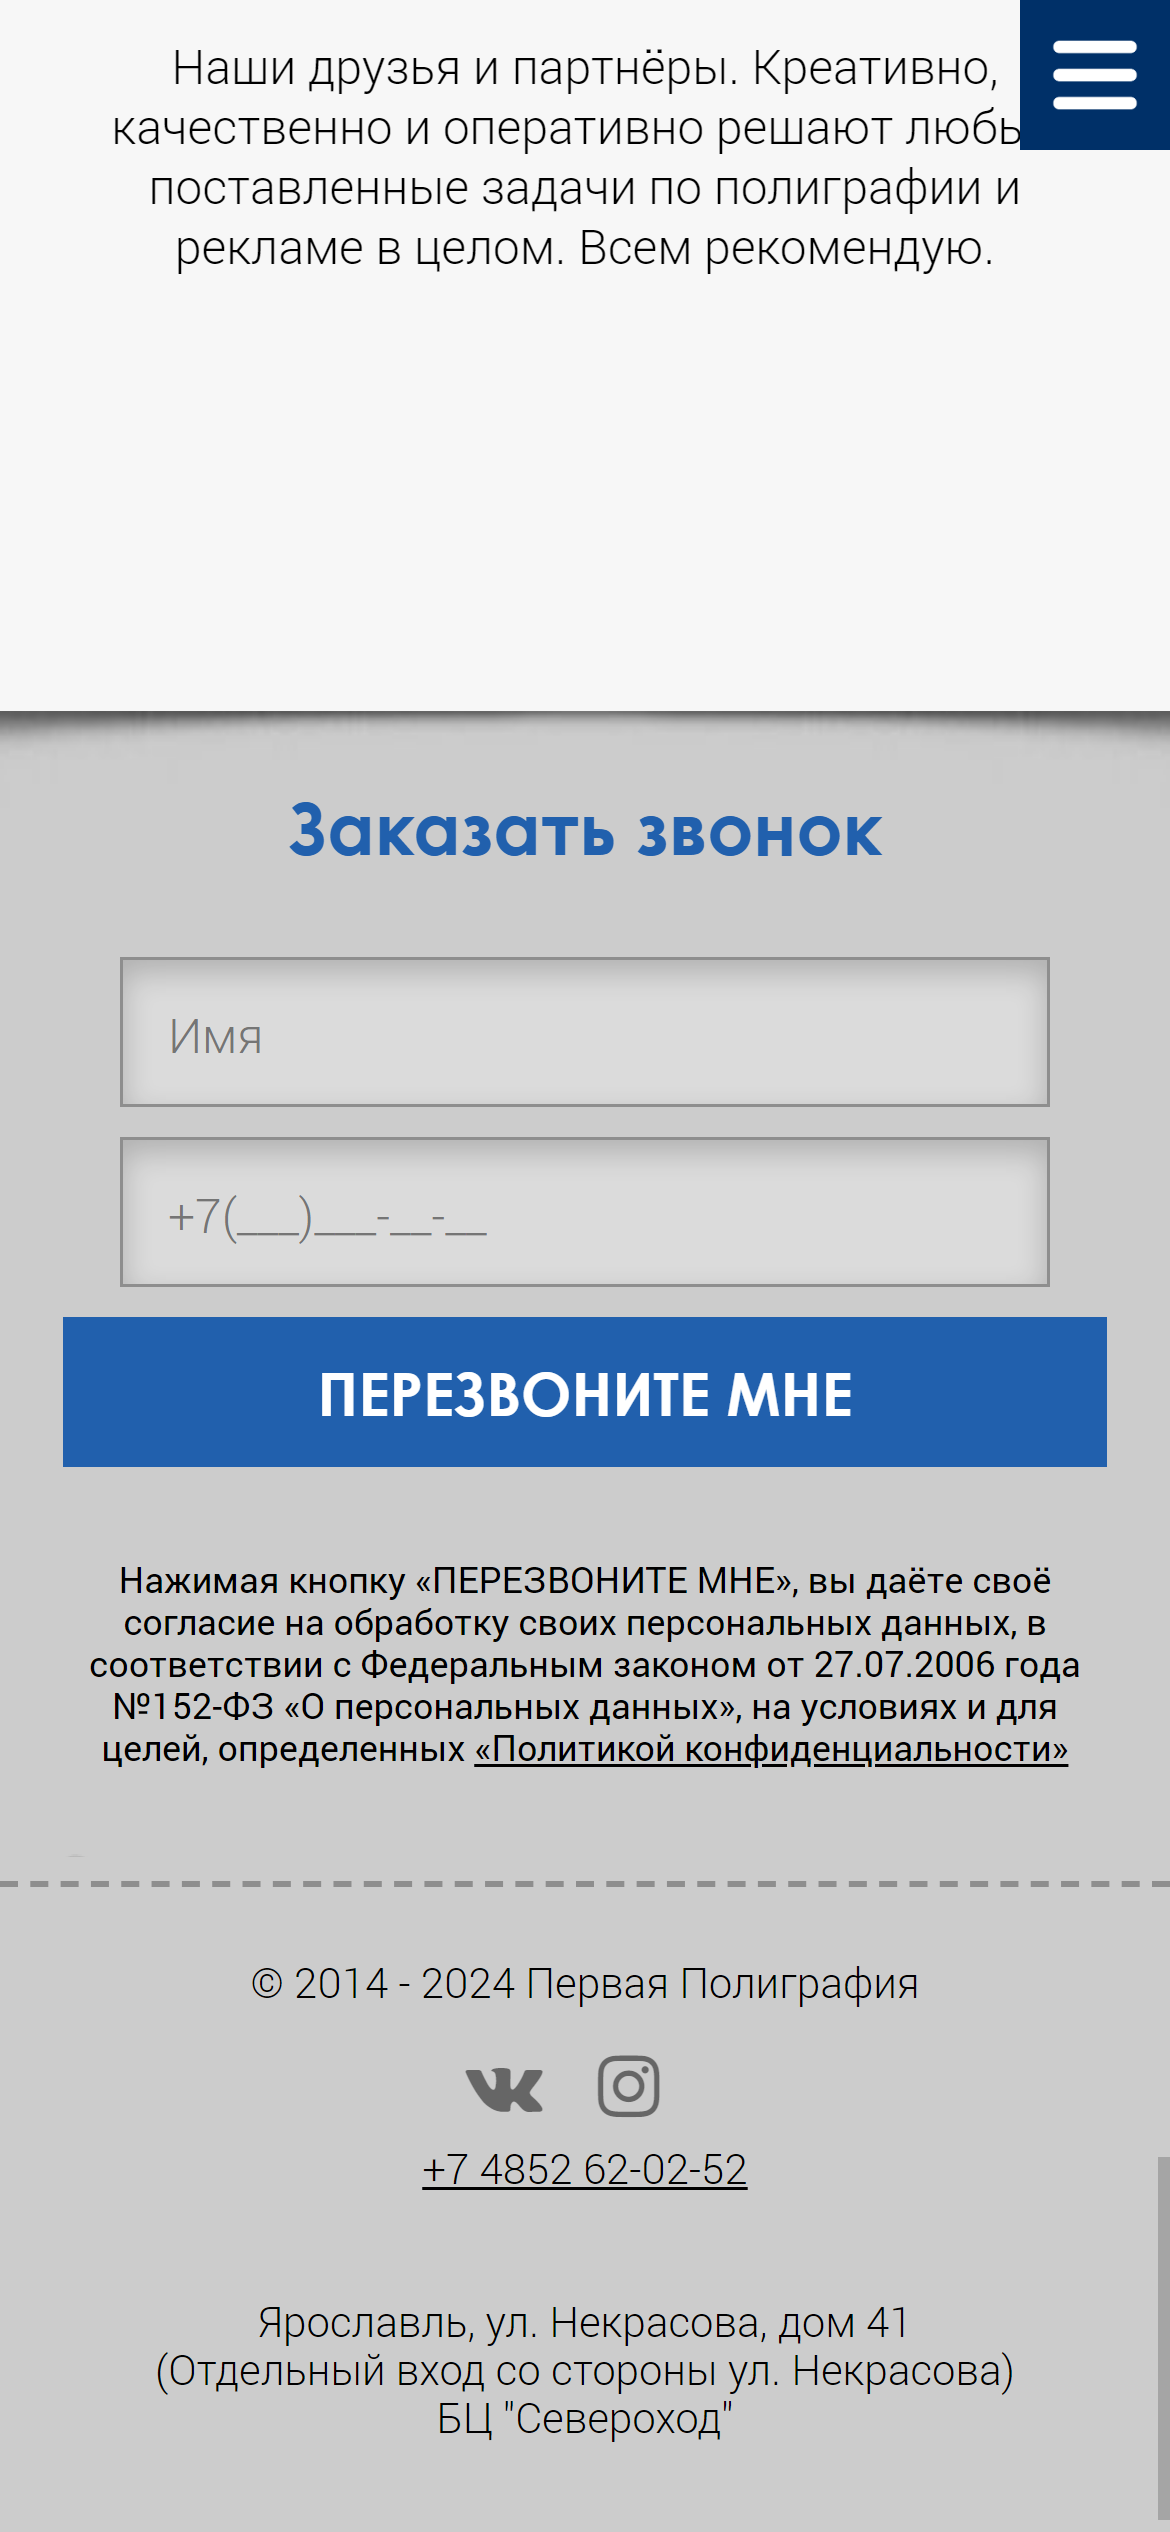 Наши друзья и партнёры. Креативно,
качественно и оперативно решают
поставленные задачи по полиграфии и
рекламе в целом. Всем рекомендую.
Заказать звонок
Имя
+7(___)___-__-__
ПЕРЕЗВОНИТЕ МНЕ
Нажимая кнопку «ПЕРЕЗВОНИТЕ МНЕ», вы даёте своё
согласие на обработку своих персональных данных, в
соответствии с Федеральным законом от 27.07.2006 года
№152-ФЗ «О персональных данных», на условиях и для
целей, определенных «Политикой конфиденциальности»
© 2014 - 2024 Первая Полиграфия
+7 4852 62-02-52
Ярославль, ул. Некрасова, дом 41
(Отдельный вход со стороны ул. Некрасова)
БЦ "Североход"